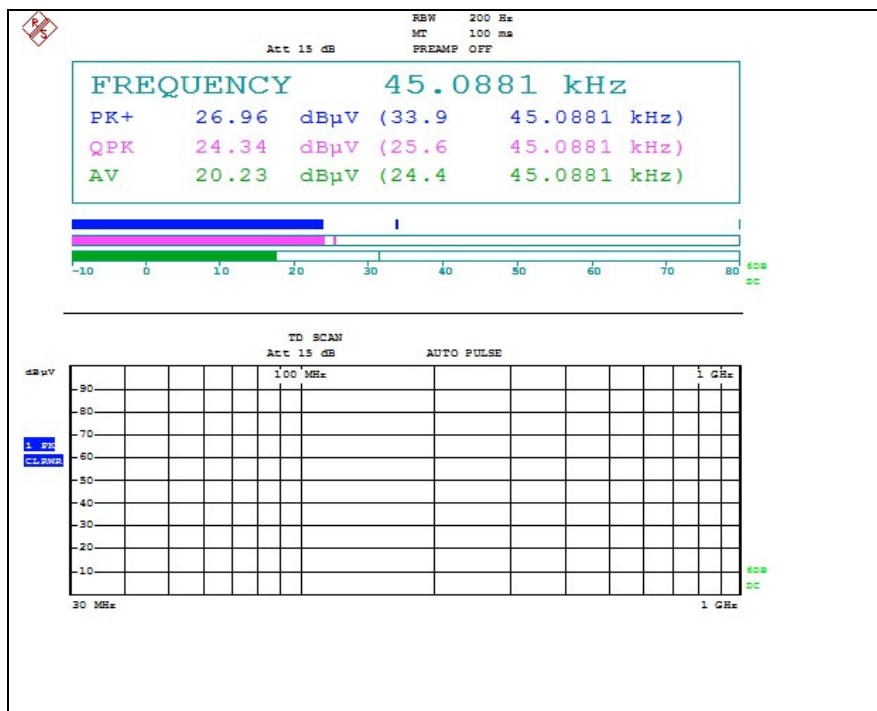 R S
RBW 200 Hz
MT 100 ms
Att 15 dB PREAMP OFF
FREQUENCY 45.0881 kHz
PK+ 26.96 dBµV (33.9 45.0881 kHz)
QPK 24.34 dBµV (25.6 45.0881 kHz)
AV 20.23 dBµV (24.4 45.0881 kHz)
-10 0 10 20 30 40 50 60 70 80
6DB
DC
TD SCAN
Att 15 dB AUTO PULSE
dBµV
100 MHz 1 GHz
90
80
70
1 PK
CLRWR
60
50
40
30
20
10
6DB
DC
30 MHz 1 GHz